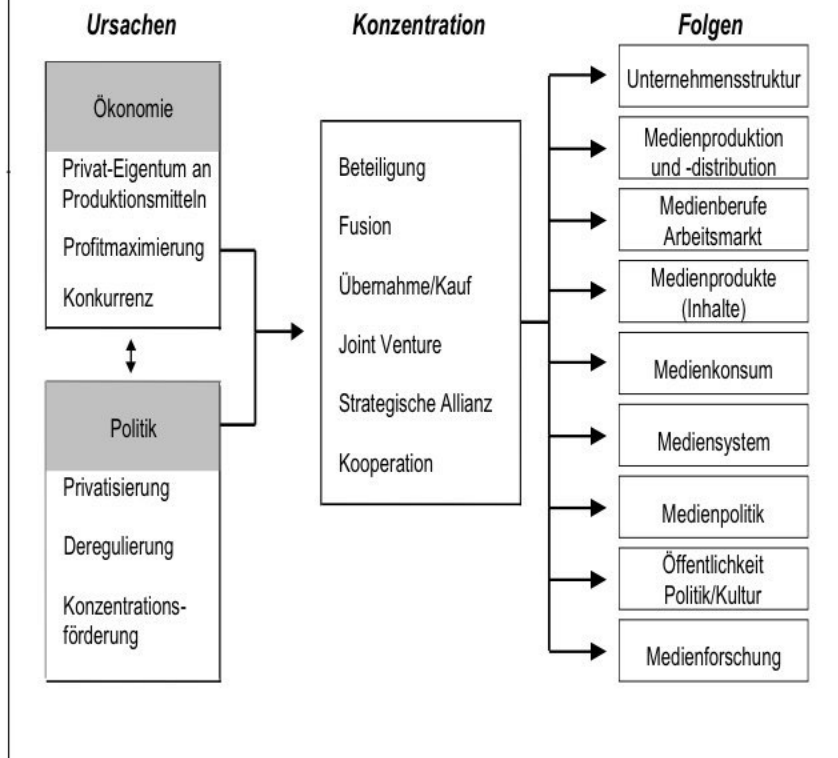 Ursachen
Konzentration
Folgen
Ökonomie
Privat-Eigentum an
Produktionsmitteln
Profitmaximierung
Konkurrenz
Politik
Privatisierung
Deregulierung
Konzentrations-
förderung
Beteiligung
Fusion
Übernahme/Kauf
Joint Venture
Strategische Allianz
Kooperation
Unternehmensstruktur
Medienproduktion
und -distribution
Medienberufe
Arbeitsmarkt
Medienprodukte
(Inhalte)
Medienkonsum
Mediensystem
Medienpolitik
Öffentlichkeit
Politik/Kultur
Medienforschung